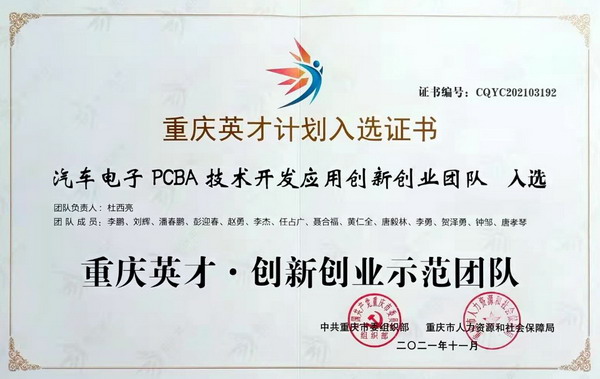 证书编号：CQYC202103192
重庆英才计划入选证书
汽车电子 PCBA 技术开发应用创新创业团队 入选
团队负责人：杜西亮
团队成员：李鹏、刘辉、潘春鹏、彭迎春、赵勇、李杰、任占广、聂合福、黄仁全、唐毅林、李勇、贺泽勇、钟邹、唐孝琴
重庆英才·创新创业示范团队
中共重庆市委组织部 重庆市人力资源和社会保障局
二〇二一年十一月